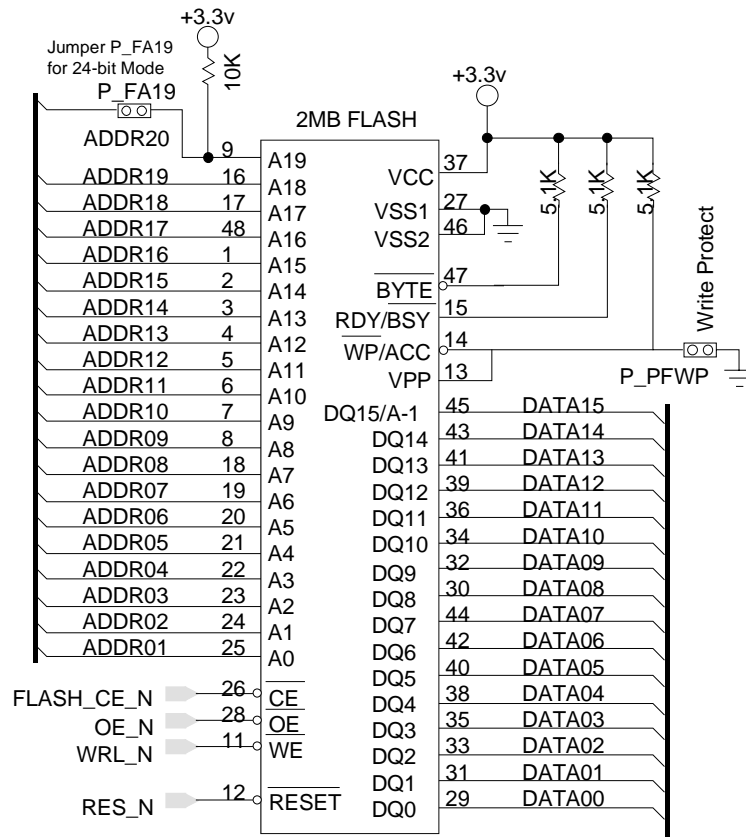 +3.3v
Jumper P_FA19
for 24-bit Mode
10K
P_FA19
+3.3v
2MB FLASH
ADDR20 9 A19
ADDR19 16 A18
ADDR18 17 A17
ADDR17 48 A16
ADDR16 1 A15
ADDR15 2 A14
ADDR14 3 A13
ADDR13 4 A12
ADDR12 5 A11
ADDR11 6 A10
ADDR10 7 A9
ADDR09 8 A8
ADDR08 18 A7
ADDR07 19 A6
ADDR06 20 A5
ADDR05 21 A4
ADDR04 22 A3
ADDR03 23 A2
ADDR02 24 A1
ADDR01 25 A0
FLASH_CE_N 26 CE
OE_N 28 OE
WRL_N 11 WE
RES_N 12 RESET
VCC 37
VSS1 27
VSS2 46
BYTE 47
RDY/BSY 15
WP/ACC 14
VPP 13
5.1K
5.1K
5.1K
Write Protect
P_PFWP
DQ15/A-1 45 DATA15
DQ14 43 DATA14
DQ13 41 DATA13
DQ12 39 DATA12
DQ11 36 DATA11
DQ10 34 DATA10
DQ9 32 DATA09
DQ8 30 DATA08
DQ7 44 DATA07
DQ6 42 DATA06
DQ5 40 DATA05
DQ4 38 DATA04
DQ3 35 DATA03
DQ2 33 DATA02
DQ1 31 DATA01
DQ0 29 DATA00